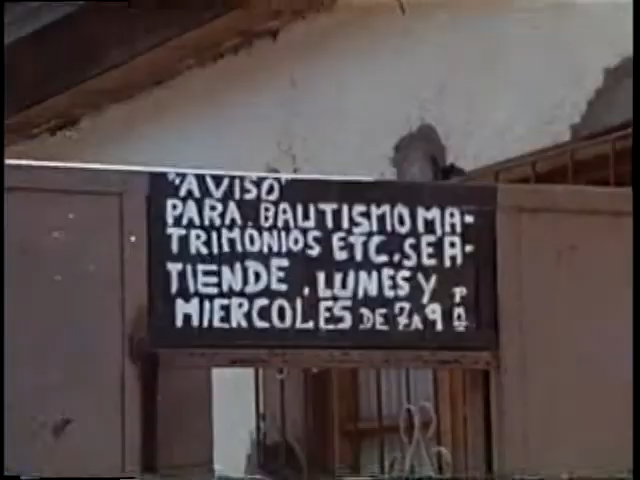 "AVISO"
PARA. BAUTISMO MA-
TRIMONIOS ETC. SE A-
TIENDE . LUNES Y
MIERCOLES DE 7 A 9 P